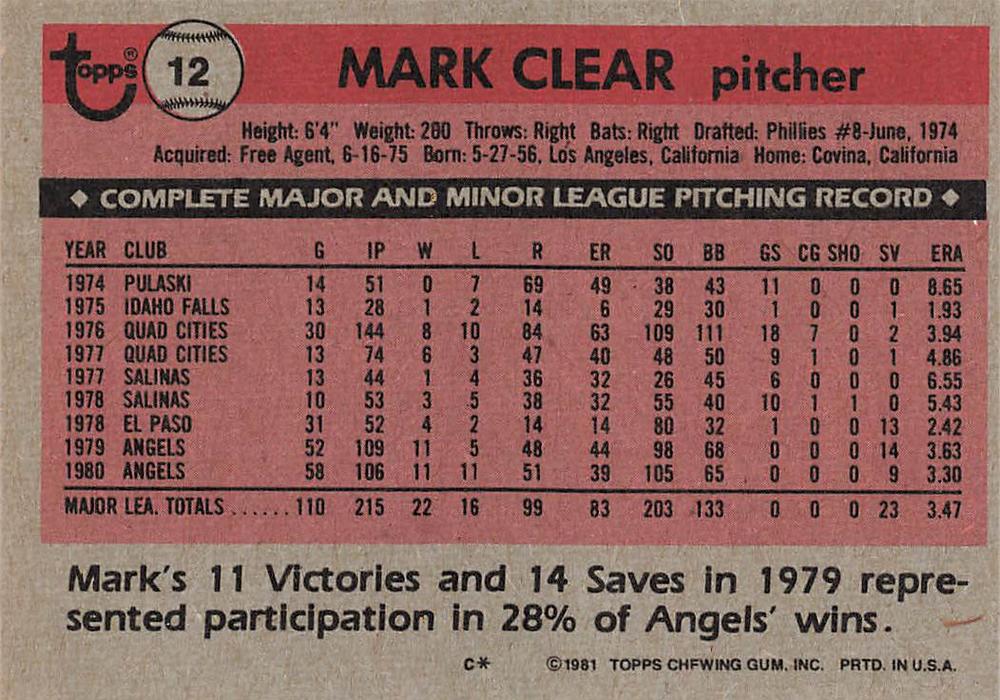 Topps® 12 MARK CLEAR pitcher
Height: 6'4" Weight: 200 Throws: Right Bats: Right Drafted: Phillies #8-June, 1974
Acquired: Free Agent, 6-16-75 Born: 5-27-56, Los Angeles, California Home: Covina, California
◆ COMPLETE MAJOR AND MINOR LEAGUE PITCHING RECORD ◆
YEAR CLUB G IP W L R ER SO BB GS CG SHO SV ERA
1974 PULASKI 14 51 0 7 69 49 38 43 11 0 0 0 8.65
1975 IDAHO FALLS 13 28 1 2 14 6 29 30 1 0 0 1 1.93
1976 QUAD CITIES 30 144 8 10 84 63 109 111 18 7 0 2 3.94
1977 QUAD CITIES 13 74 6 3 47 40 48 50 9 1 0 1 4.86
1977 SALINAS 13 44 1 4 36 32 26 45 6 0 0 0 6.55
1978 SALINAS 10 53 3 5 38 32 55 40 10 1 1 0 5.43
1978 EL PASO 31 52 4 2 14 14 80 32 1 0 0 13 2.42
1979 ANGELS 52 109 11 5 48 44 98 68 0 0 0 14 3.63
1980 ANGELS 58 106 11 11 51 39 105 65 0 0 0 9 3.30
MAJOR LEA. TOTALS ......110 215 22 16 99 83 203 133 0 0 0 23 3.47
Mark's 11 Victories and 14 Saves in 1979 repre-
sented participation in 28% of Angels' wins.
C* ©1981 TOPPS CHEWING GUM, INC. PRTD. IN U.S.A.